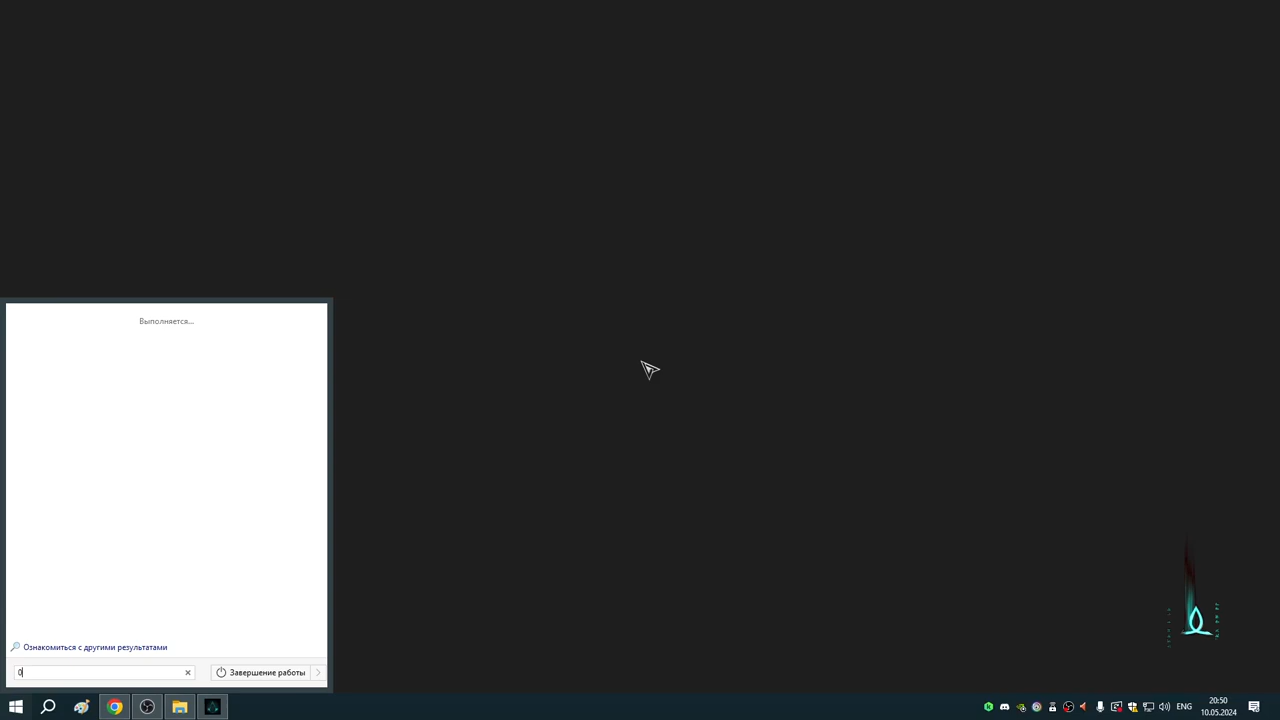 Выполняется...
Ознакомиться с другими результатами
0
Завершение работы
ENG
20:50
10.05.2024